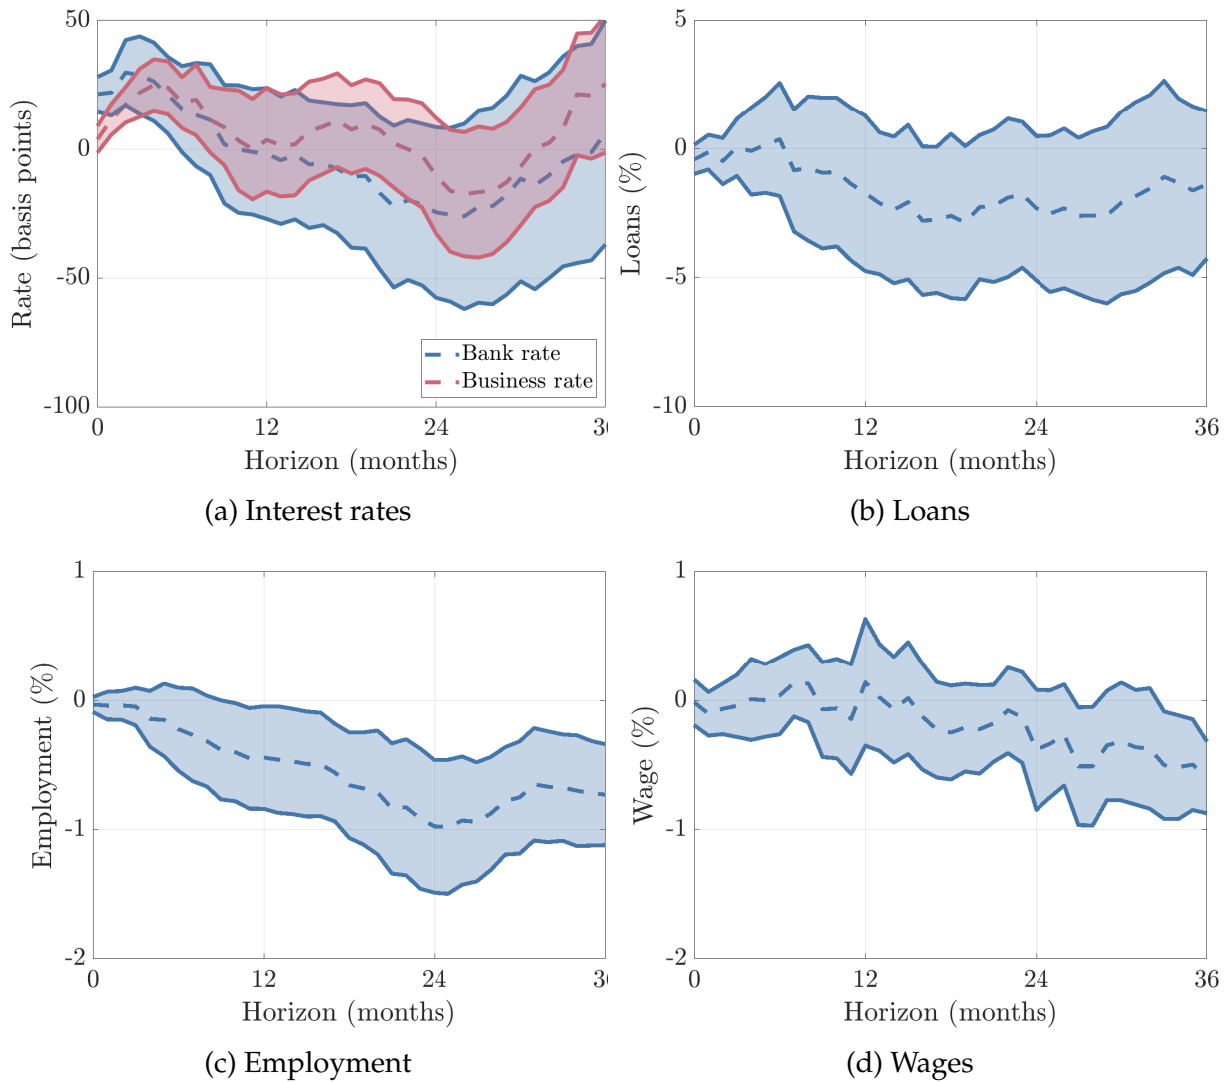 50
0
-50
-100
Rate (basis points)
Bank rate
Business rate
0 12 24 3
Horizon (months)
(a) Interest rates
5
0
-5
-10
Loans (%)
0 12 24 36
Horizon (months)
(b) Loans
1
0
-1
-2
Employment (%)
0 12 24 3
Horizon (months)
(c) Employment
1
0
-1
-2
Wage (%)
0 12 24 36
Horizon (months)
(d) Wages